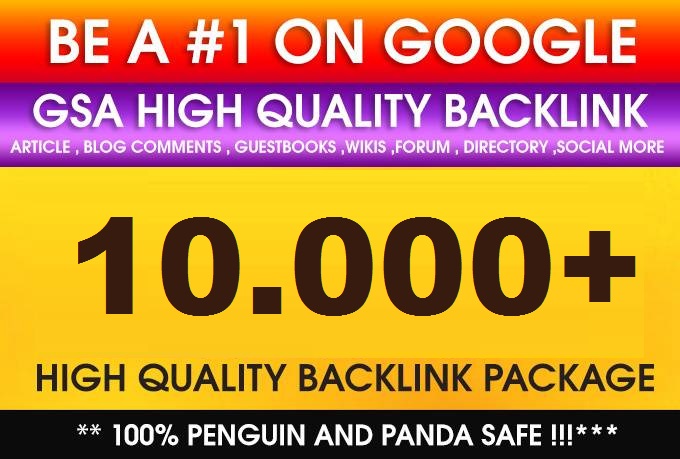 BE A #1 ON GOOGLE
GSA HIGH QUALITY BACKLINK
ARTICLE , BLOG COMMENTS , GUESTBOOKS ,WIKIS ,FORUM , DIRECTORY ,SOCIAL MORE
10.000+
HIGH QUALITY BACKLINK PACKAGE
** 100% PENGUIN AND PANDA SAFE !!!***